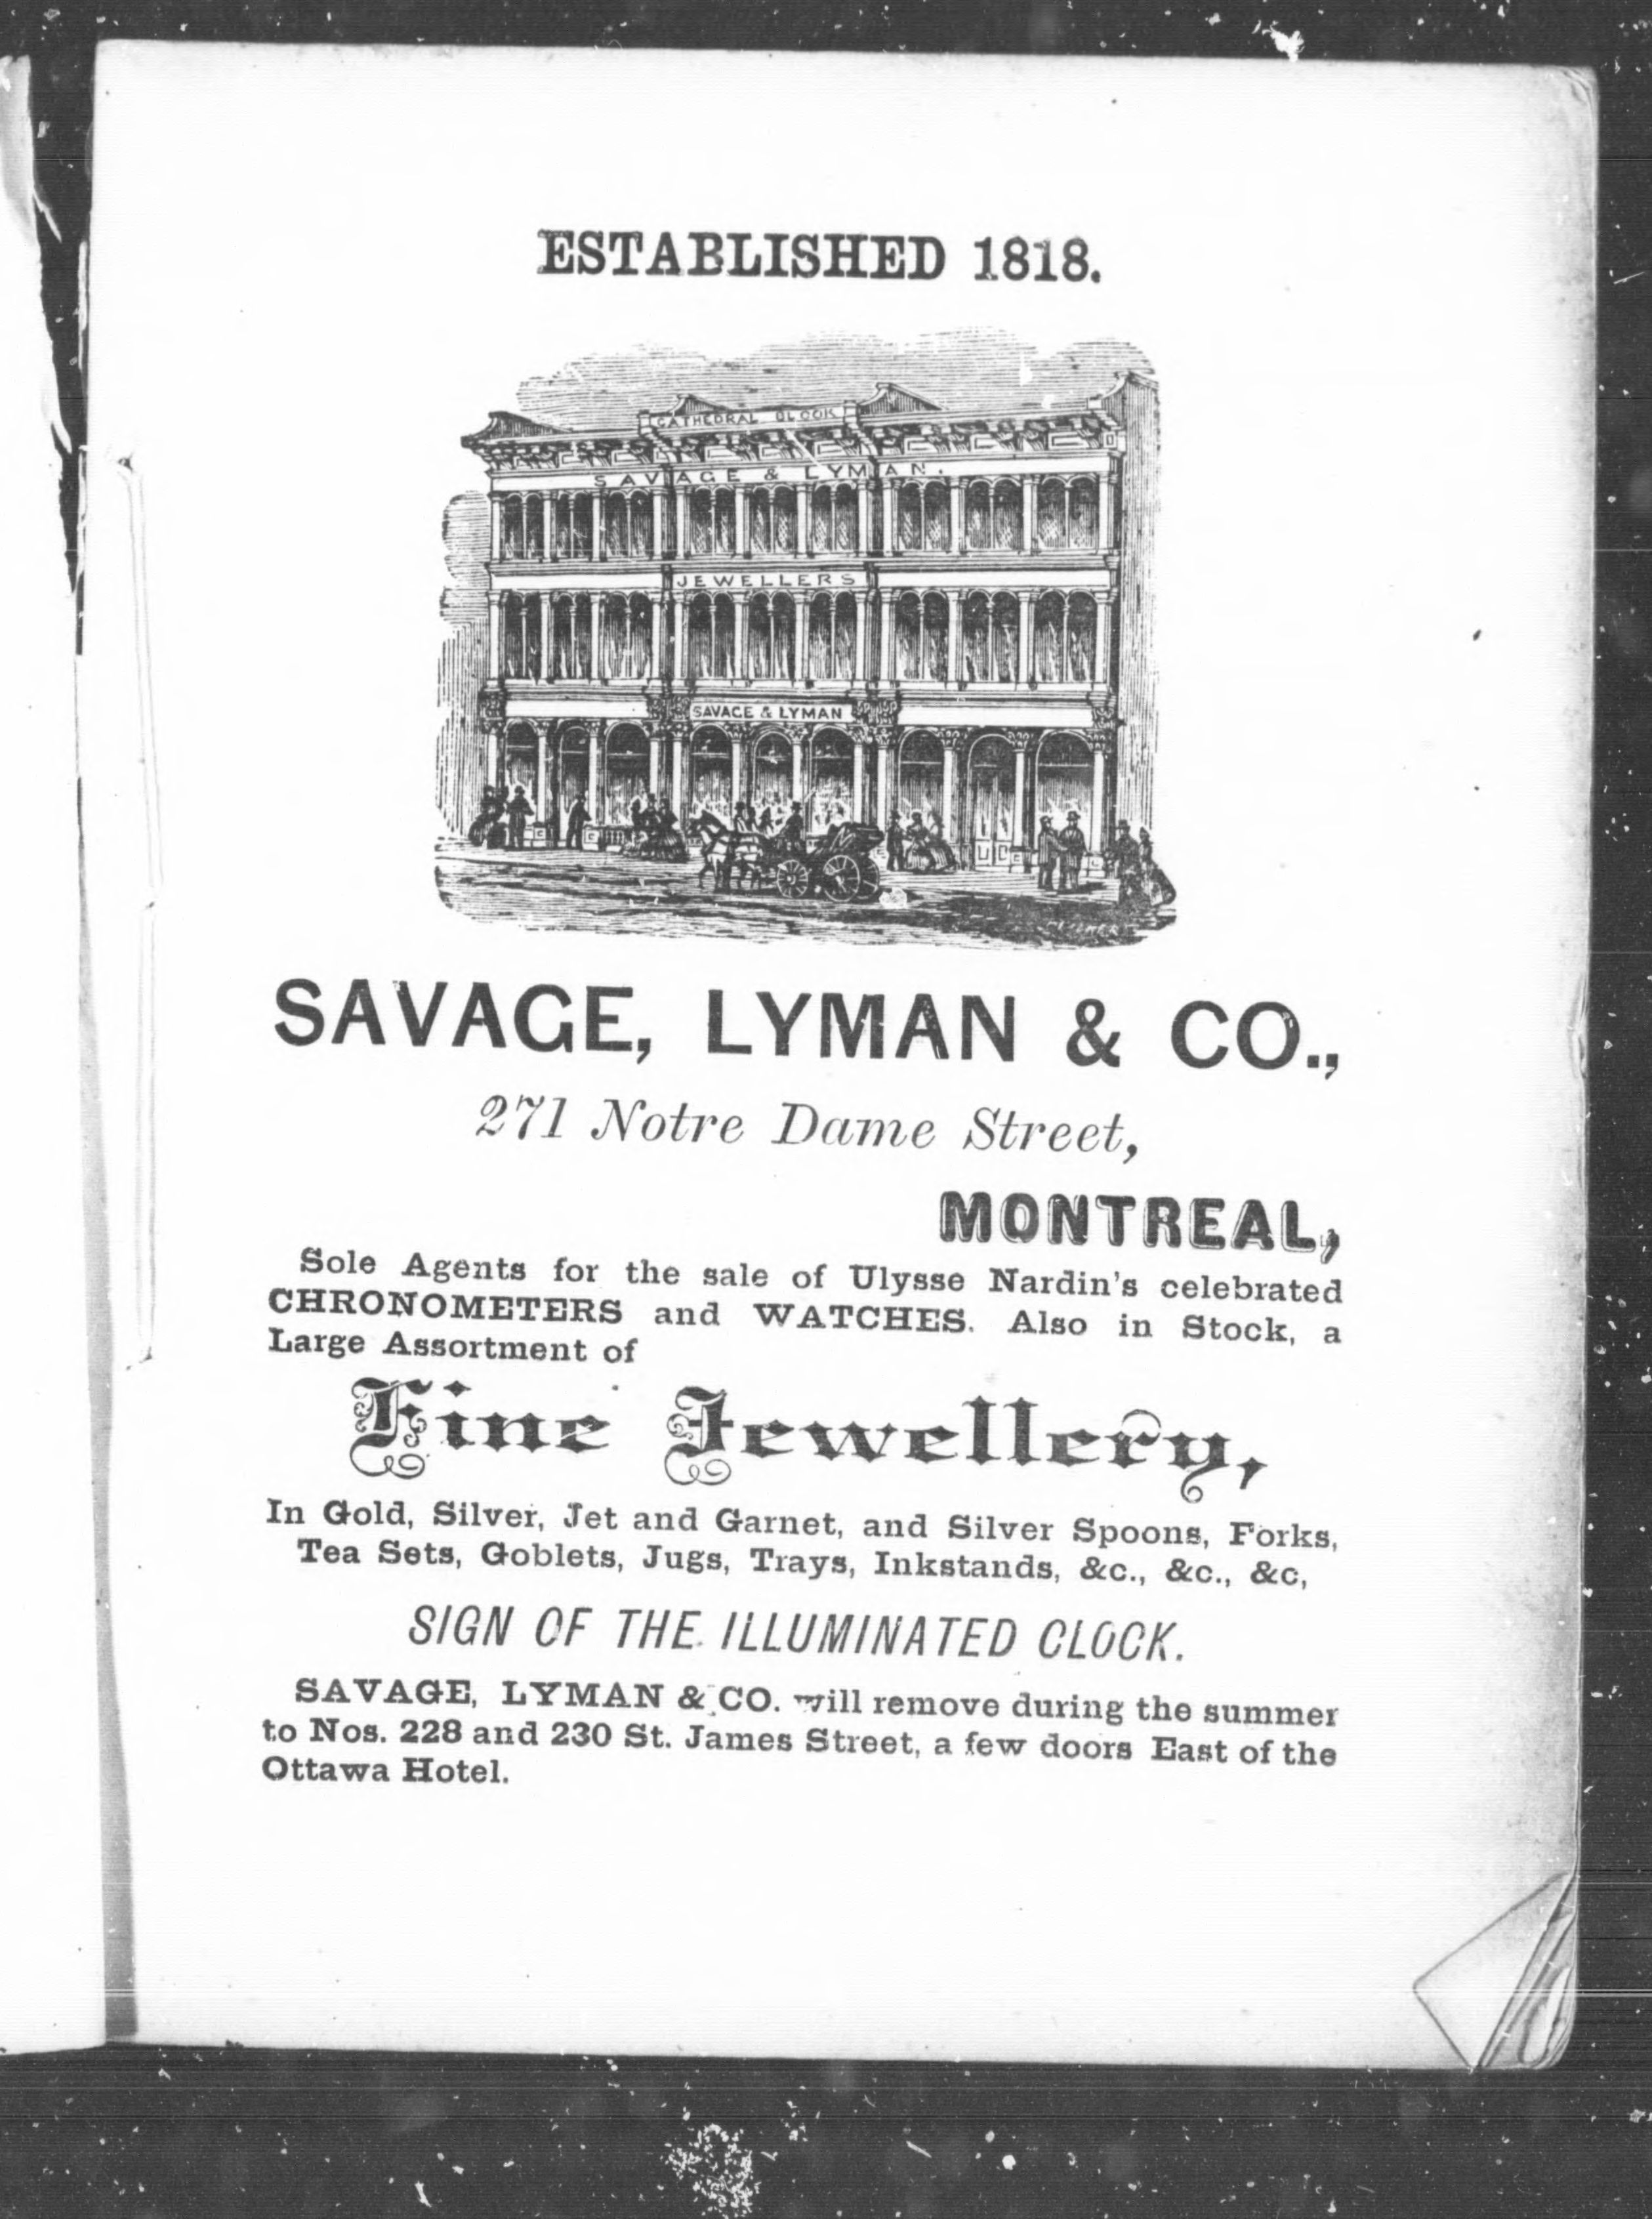 ESTABLISHED 1818.
CATHEDRAL BLOCK
SAVAGE & LYMAN.
JEWELLERS
SAVAGE & LYMAN
SAVAGE, LYMAN & CO.,
271 Notre Dame Street,
MONTREAL,
Sole Agents for the sale of Ulysse Nardin's celebrated
CHRONOMETERS and WATCHES. Also in Stock, a
Large Assortment of
Fine Jewellery,
In Gold, Silver, Jet and Garnet, and Silver Spoons, Forks,
Tea Sets, Goblets, Jugs, Trays, Inkstands, &c., &c., &c,
SIGN OF THE ILLUMINATED CLOCK.
SAVAGE, LYMAN & CO. will remove during the summer
to Nos. 228 and 230 St. James Street, a few doors East of the
Ottawa Hotel.